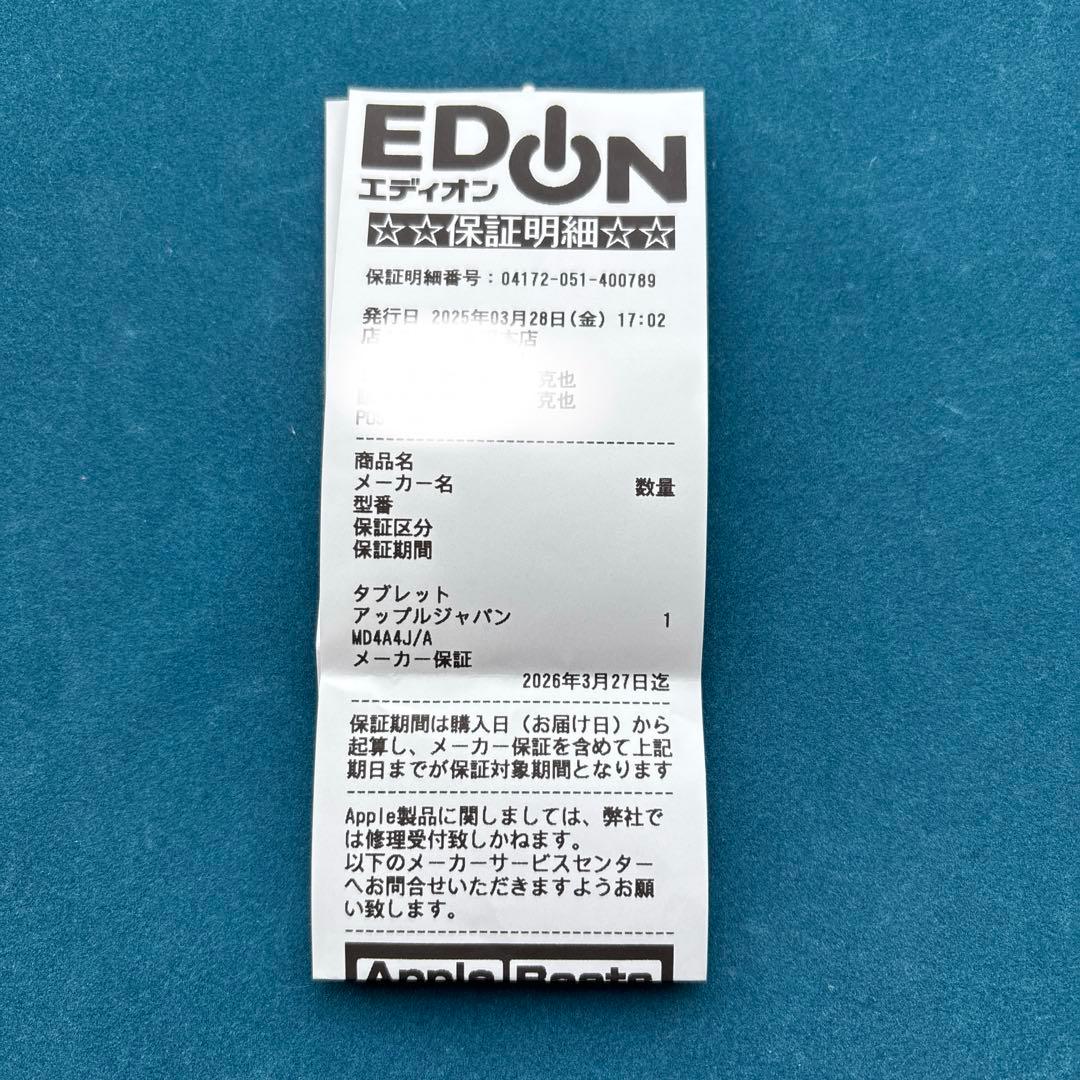 EDION
エディオン
☆☆保証明細☆☆
保証明細番号：04172-051-400789
発行日 2025年03月28日(金) 17:02
店 本店
克也
克也
商品名
メーカー名 数量
型番
保証区分
保証期間
タブレット
アップルジャパン 1
MD4A4J/A
メーカー保証
2026年3月27日迄
保証期間は購入日（お届け日）から
起算し、メーカー保証を含めて上記
期日までが保証対象期間となります
Apple製品に関しましては、弊社で
は修理受付致しかねます。
以下のメーカーサービスセンター
へお問合せいただきますようお願
い致します。
Apple Beats